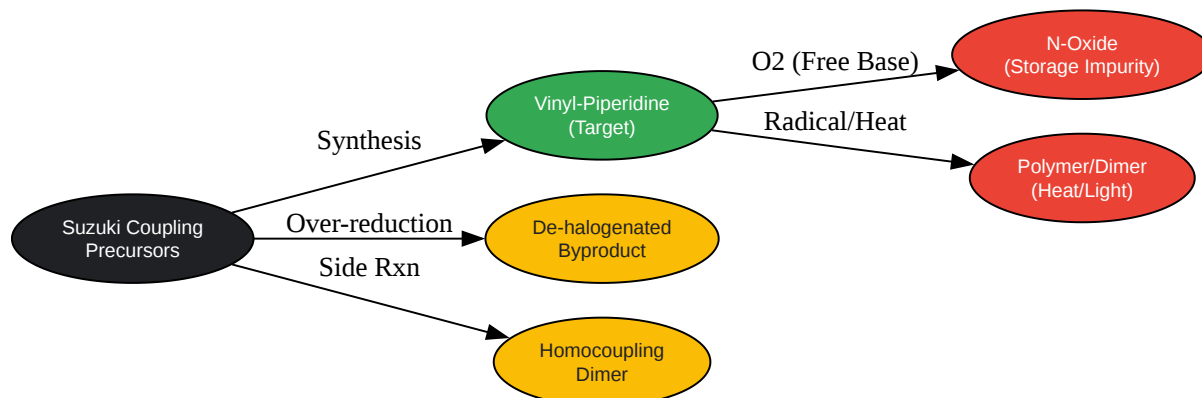 Suzuki Coupling
Precursors
Synthesis
Over-reduction
Side Rxn
Vinyl-Piperidine
(Target)
De-halogenated
Byproduct
Homocoupling
Dimer
O2 (Free Base)
Radical/Heat
N-Oxide
(Storage Impurity)
Polymer/Dimer
(Heat/Light)